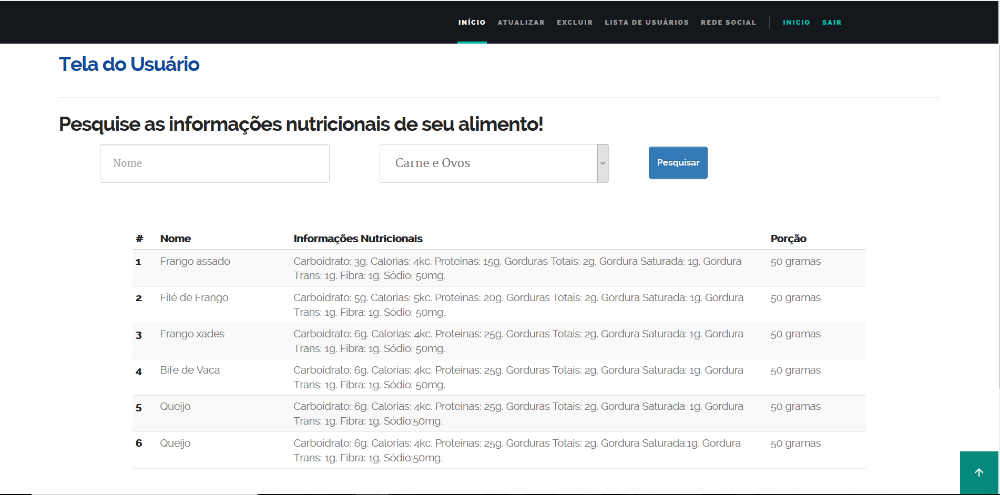 INÍCIO ATUALIZAR EXCLUIR LISTA DE USUÁRIOS REDE SOCIAL INICIO SAIR
Tela do Usuário
Pesquise as informações nutricionais de seu alimento!
Nome Carne e Ovos Pesquisar
# Nome Informações Nutricionais Porção
1 Frango assado Carboidrato: 3g. Calorias: 4kc. Proteinas: 15g. Gorduras Totais: 2g. Gordura Saturada: 1g. Gordura 50 gramas
Trans: 1g. Fibra: 1g. Sódio: 50mg.
2 Filé de Frango Carboidrato: 5g. Calorias: 5kc. Proteinas: 20g. Gorduras Totais: 2g. Gordura Saturada: 1g. Gordura 50 gramas
Trans: 1g. Fibra: 1g. Sódio: 50mg.
3 Frango xades Carboidrato: 6g. Calorias: 4kc. Proteinas: 25g. Gorduras Totais: 2g. Gordura Saturada: 1g. Gordura 50 gramas
Trans: 1g. Fibra: 1g. Sódio: 50mg.
4 Bife de Vaca Carboidrato: 6g. Calorias: 4kc. Proteinas: 25g. Gorduras Totais: 2g. Gordura Saturada: 1g. Gordura 50 gramas
Trans: 1g. Fibra: 1g. Sódio: 50mg.
5 Queijo Carboidrato: 6g. Calorias: 4kc. Proteinas: 25g. Gorduras Totais: 2g. Gordura Saturada: 1g. Gordura 50 gramas
Trans: 1g. Fibra: 1g. Sódio:50mg.
6 Queijo Carboidrato: 6g. Calorias: 4kc. Proteinas: 25g. Gorduras Totais: 2g. Gordura Saturada:1g. Gordura 50 gramas
Trans: 1g. Fibra: 1g. Sódio:50mg.